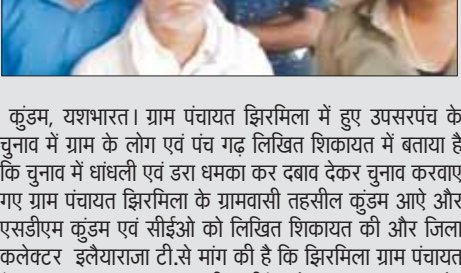 कुंडम, यशभारत। ग्राम पंचायत झिरमिला में हुए उपसरपंच के
चुनाव में ग्राम के लोग एवं पंच गढ़ लिखित शिकायत में बताया है
कि चुनाव में धांधली एवं डरा धमका कर दबाव देकर चुनाव करवाए
गए ग्राम पंचायत झिरमिला के ग्रामवासी तहसील कुंडम आऐ और
एसडीएम कुंडम एवं सीईओ को लिखित शिकायत की और जिला
कलेक्टर इलैयाराजा टी.से मांग की है कि झिरमिला ग्राम पंचायत